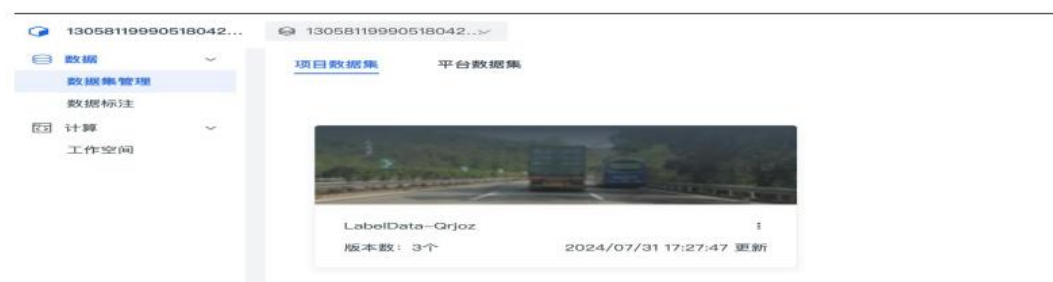 13058119990518042...
13058119990518042...
数据
数据集管理
数据标注
计算
工作空间
项目数据集
平台数据集
LabelData-Qrjoz
版本数：3个
2024/07/31 17:27:47 更新